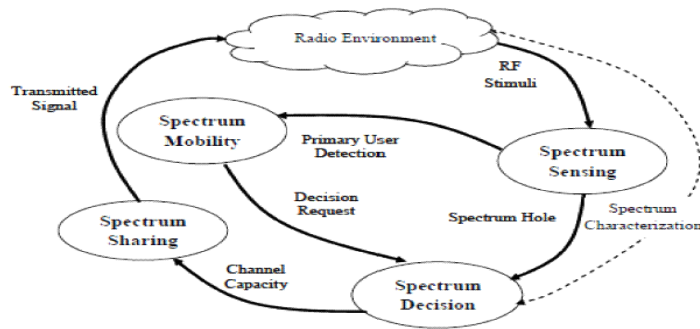 Radio Environment
RF
Stimuli
Transmitted
Signal
Spectrum
Mobility
Primary User
Detection
Spectrum
Sensing
Decision
Request
Spectrum Hole
Spectrum
Characterization
Spectrum
Sharing
Channel
Capacity
Spectrum
Decision